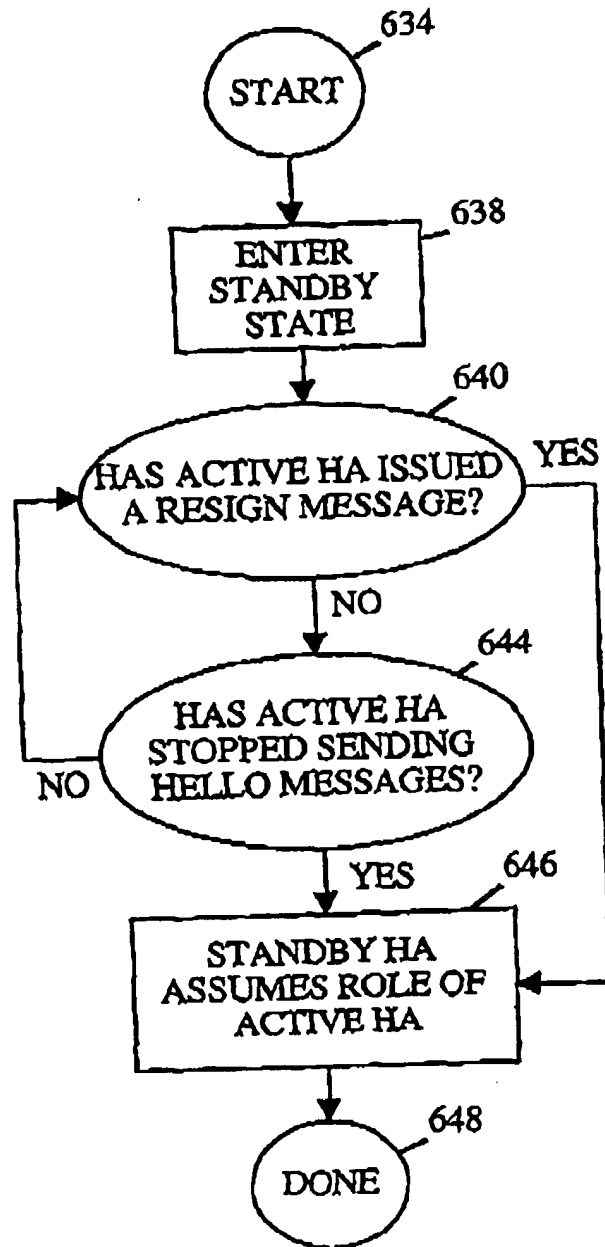 634
START
638
ENTER
STANDBY
STATE
640
HAS ACTIVE HA ISSUED
A RESIGN MESSAGE?
YES
NO
644
HAS ACTIVE HA
STOPPED SENDING
HELLO MESSAGES?
NO
YES
646
STANDBY HA
ASSUMES ROLE OF
ACTIVE HA
648
DONE